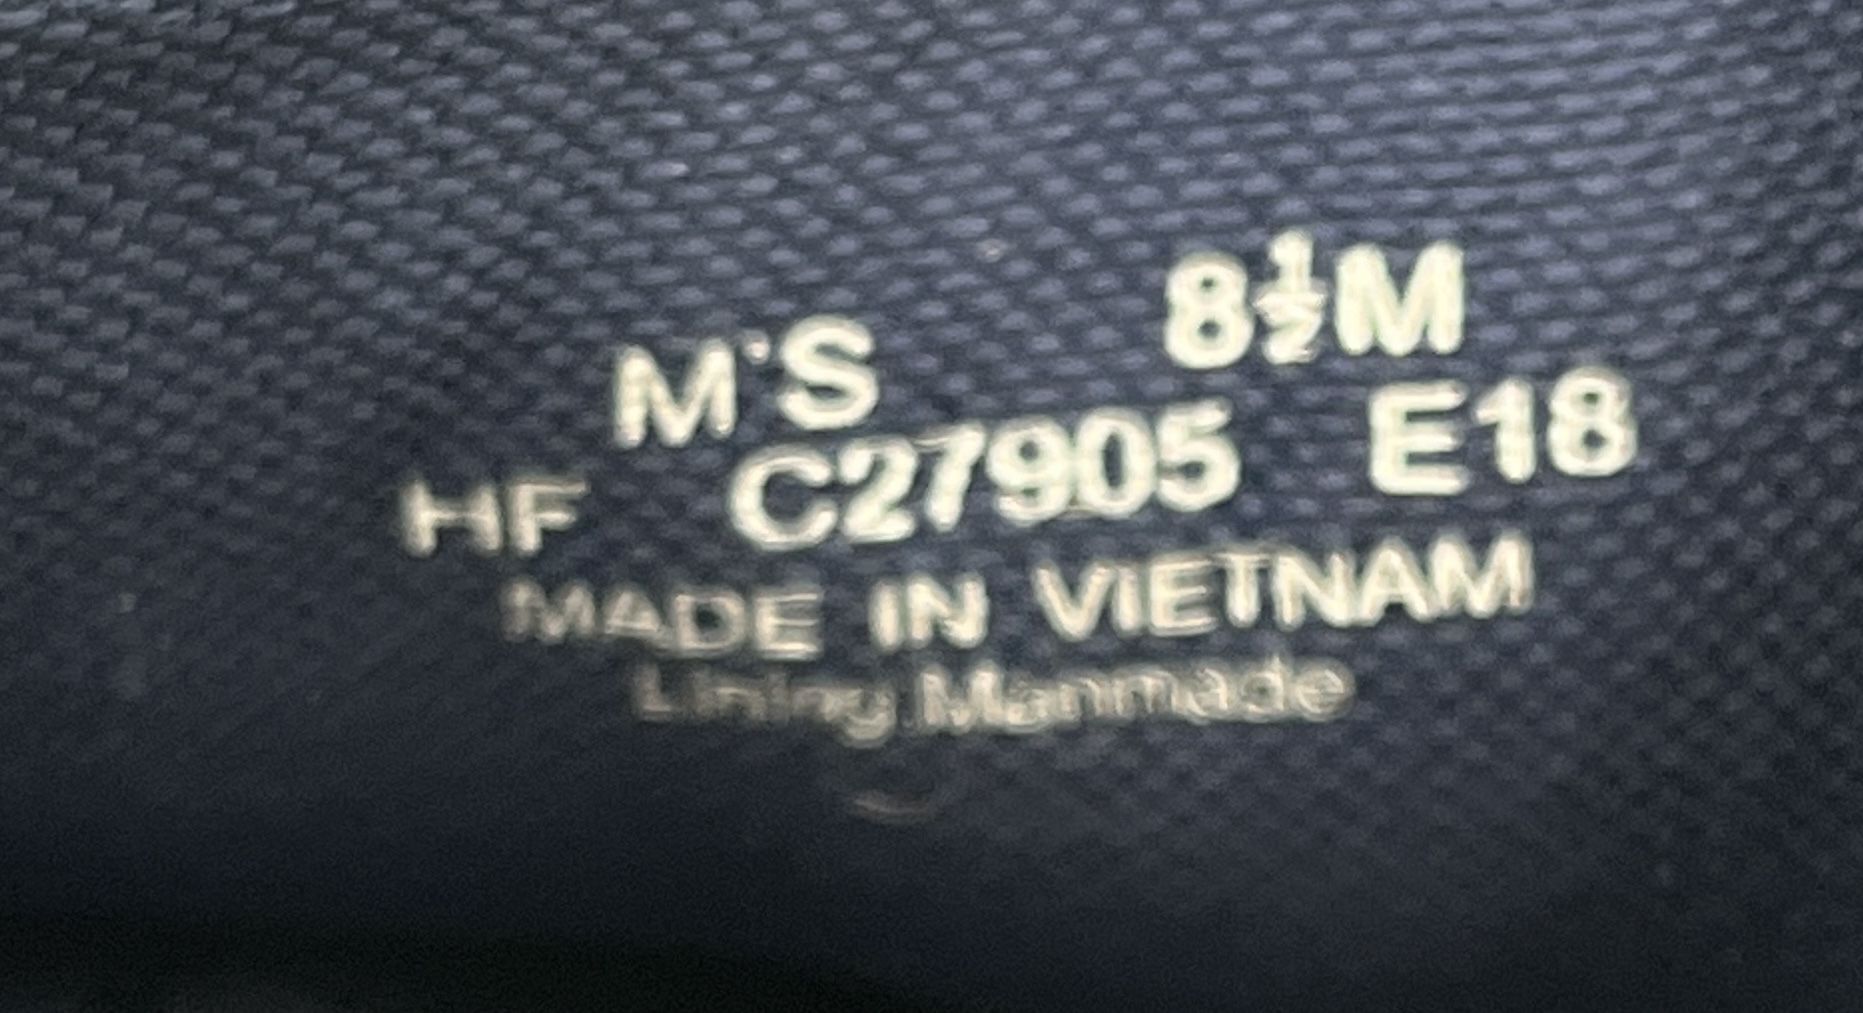 M'S 8½M
HF C27905 E18
MADE IN VIETNAM
Lining Manmade